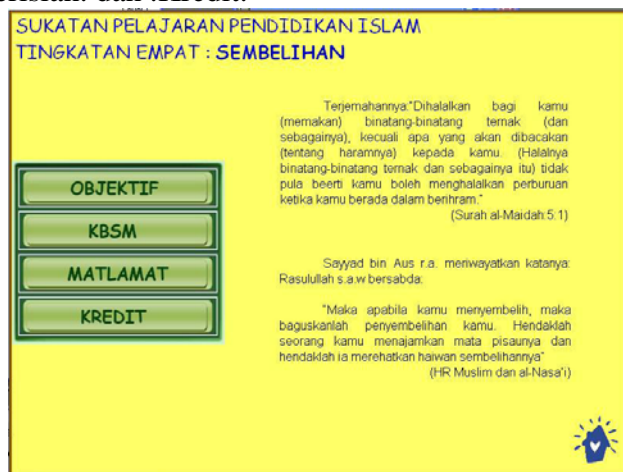 SUKATAN PELAJARAN PENDIDIKAN ISLAM
TINGKATAN EMPAT : SEMBELIHAN
OBJEKTIF
KBSM
MATLAMAT
KREDIT
Terjemahannya:"Dihalalkan bagi kamu
(memakan) binatang-binatang ternak (dan
sebagainya), kecuali apa yang akan dibacakan
(tentang haramnya) kepada kamu. (Halalnya
binatang-binatang ternak dan sebagainya itu) tidak
pula beerti kamu boleh menghalalkan perburuan
ketika kamu berada dalam berihram."
(Surah al-Maidah:5:1)
Sayyad bin Aus r.a. meriwayatkan katanya:
Rasulullah s.a.w bersabda:
"Maka apabila kamu menyembelih, maka
baguskanlah penyembelihan kamu. Hendaklah
seorang kamu menajamkan mata pisaunya dan
hendaklah ia merehatkan haiwan sembelihannya"
(HR Muslim dan al-Nasa'i)